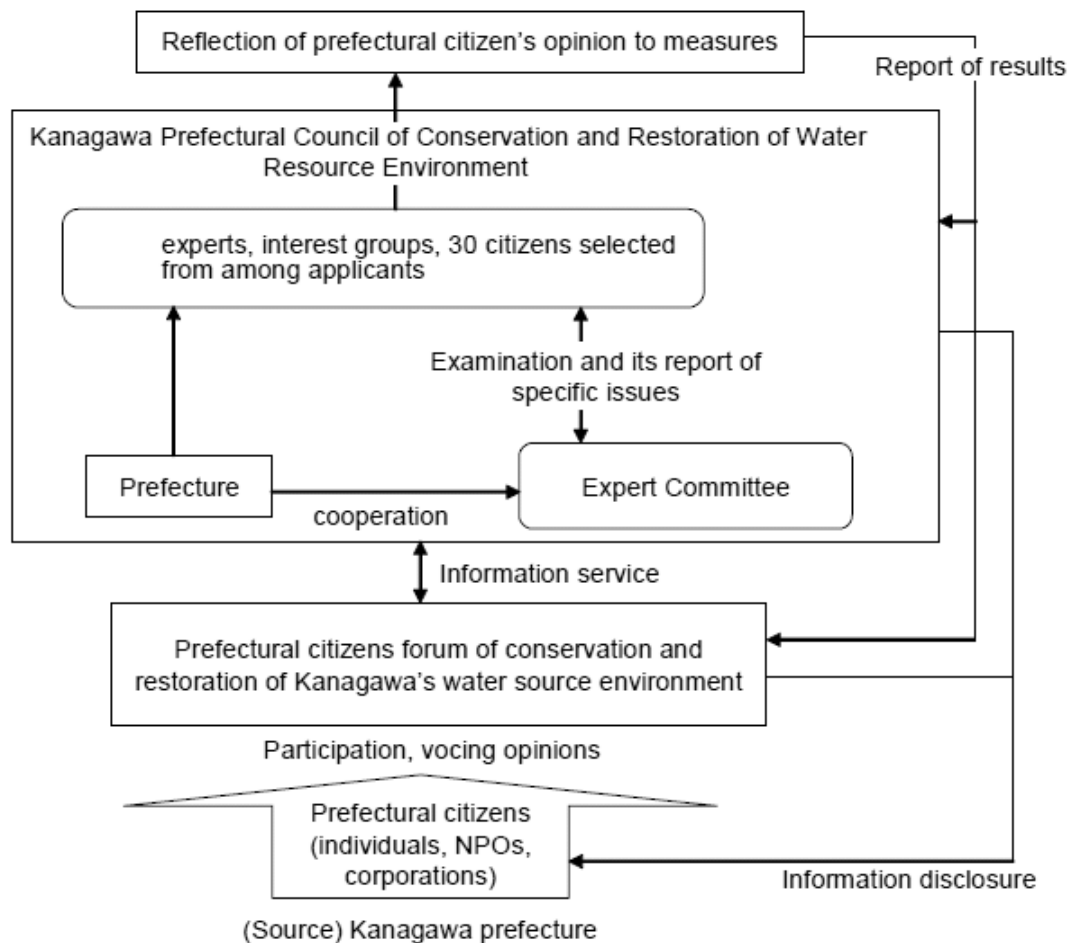 Reflection of prefectural citizen's opinion to measures
Report of results
Kanagawa Prefectural Council of Conservation and Restoration of Water
Resource Environment
experts, interest groups, 30 citizens selected
from among applicants
Examination and its report of
specific issues
Prefecture
Expert Committee
cooperation
Information service
Prefectural citizens forum of conservation and
restoration of Kanagawa's water source environment
Participation, vocing opinions
Prefectural citizens
(individuals, NPOs,
corporations)
Information disclosure
(Source) Kanagawa prefecture